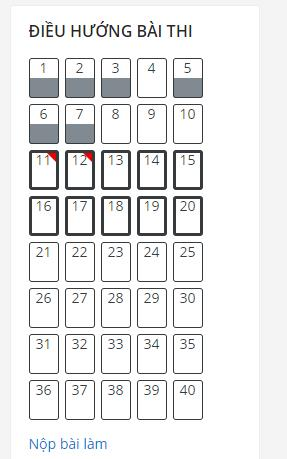 ĐIỀU HƯỚNG BÀI THI
1 2 3 4 5
6 7 8 9 10
11 12 13 14 15
16 17 18 19 20
21 22 23 24 25
26 27 28 29 30
31 32 33 34 35
36 37 38 39 40
Nộp bài làm